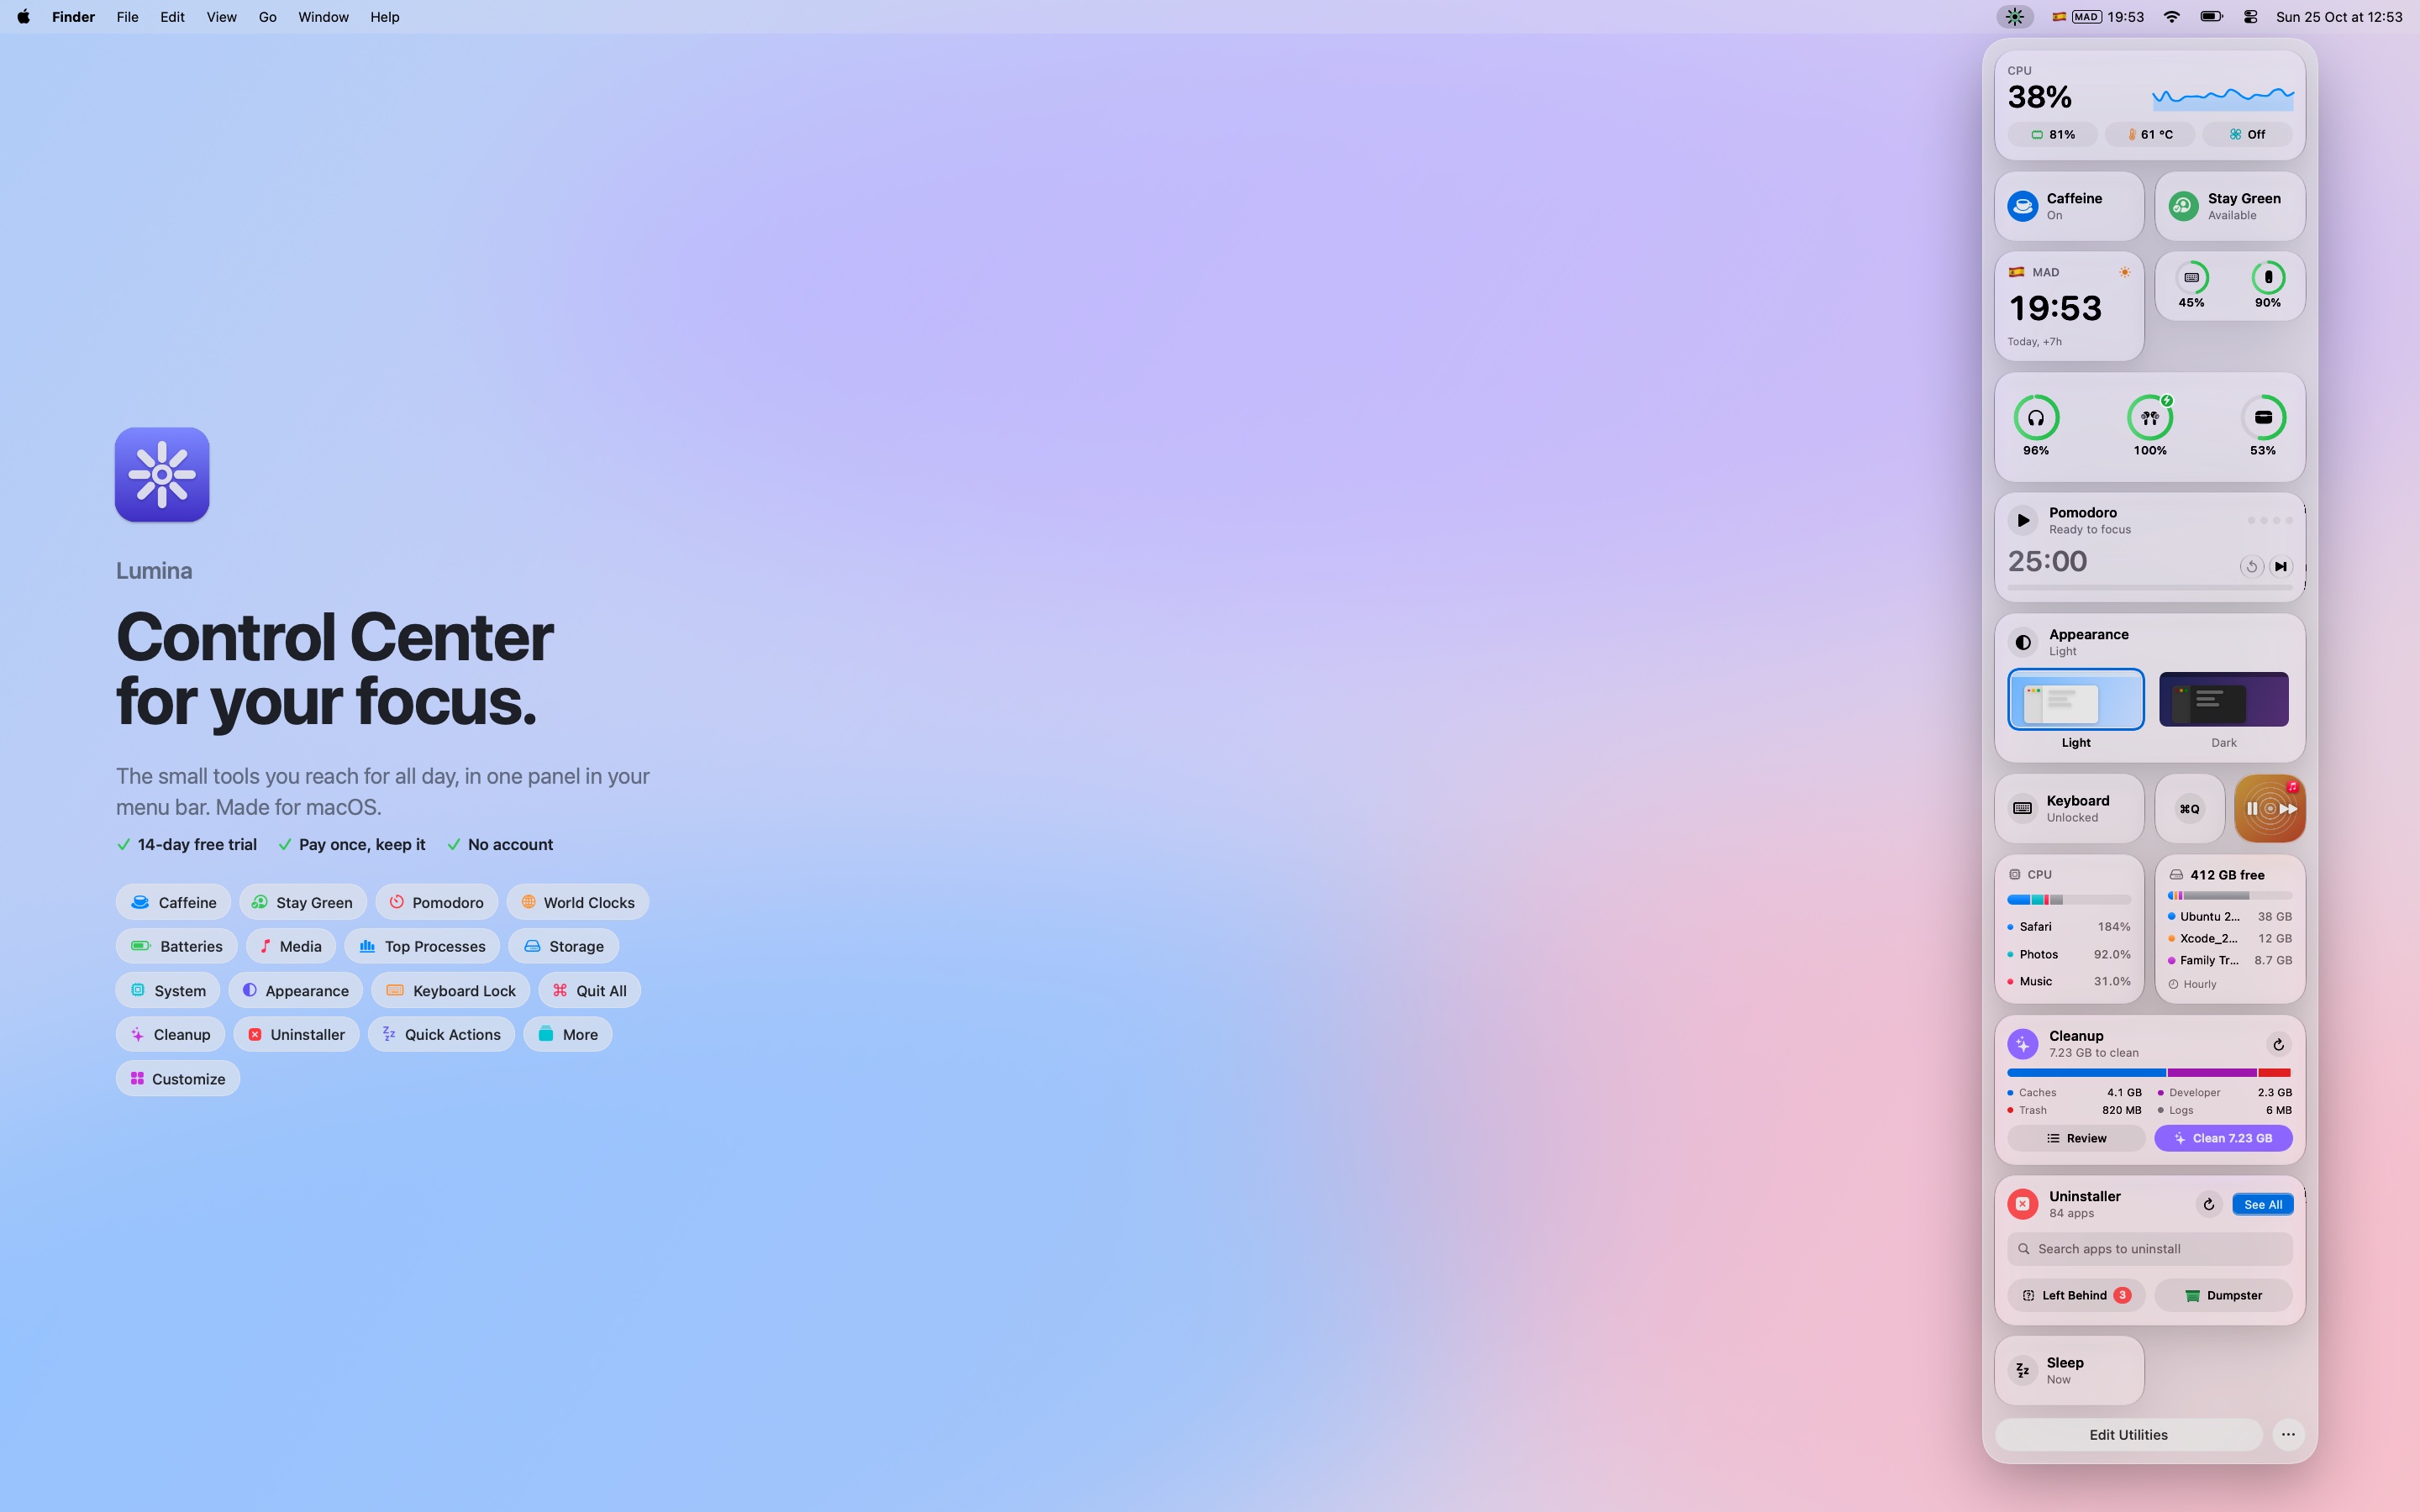 Finder File Edit View Go Window Help
MAD 19:53 Sun 25 Oct at 12:53
Lumina
Control Center
for your focus.
The small tools you reach for all day, in one panel in your
menu bar. Made for macOS.
14-day free trial Pay once, keep it No account
Caffeine Stay Green Pomodoro World Clocks
Batteries Media Top Processes Storage
System Appearance Keyboard Lock Quit All
Cleanup Uninstaller Quick Actions More
Customize
CPU
38%
81% 61 °C Off
Caffeine
On
Stay Green
Available
MAD
19:53
Today, +7h
45% 90%
96% 100% 53%
Pomodoro
Ready to focus
25:00
Appearance
Light
Light Dark
Keyboard
Unlocked
⌘Q
CPU
Safari 184%
Photos 92.0%
Music 31.0%
412 GB free
Ubuntu 2... 38 GB
Xcode_2... 12 GB
Family Tr... 8.7 GB
Hourly
Cleanup
7.23 GB to clean
Caches 4.1 GB Developer 2.3 GB
Trash 820 MB Logs 6 MB
Review Clean 7.23 GB
Uninstaller
84 apps
See All
Search apps to uninstall
Left Behind 3 Dumpster
Sleep
Now
Edit Utilities